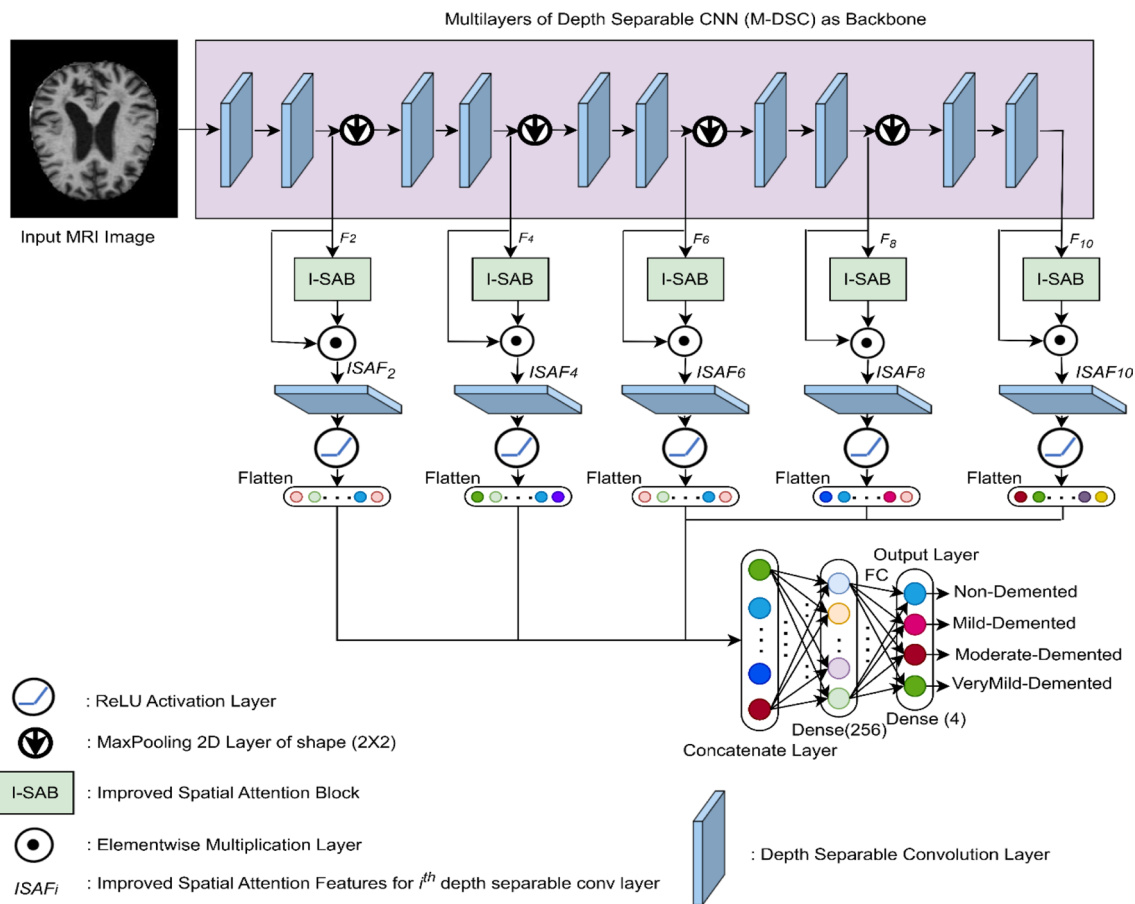 Multilayers of Depth Separable CNN (M-DSC) as Backbone
Input MRI Image
F2
F4
F6
F8
F10
I-SAB
I-SAB
I-SAB
I-SAB
I-SAB
ISAF2
ISAF4
ISAF6
ISAF8
ISAF10
Flatten
Flatten
Flatten
Flatten
Flatten
Output Layer
FC
Non-Demented
Mild-Demented
Moderate-Demented
VeryMild-Demented
Dense(256)
Dense (4)
Concatenate Layer
: ReLU Activation Layer
: MaxPooling 2D Layer of shape (2X2)
I-SAB : Improved Spatial Attention Block
: Elementwise Multiplication Layer
ISAFi : Improved Spatial Attention Features for ith depth separable conv layer
: Depth Separable Convolution Layer